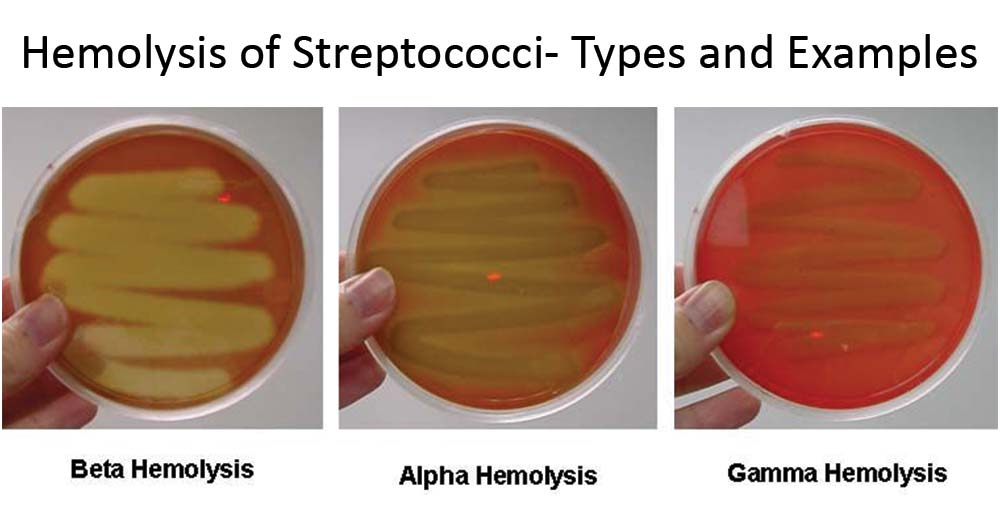 Hemolysis of Streptococci- Types and Examples
Beta Hemolysis
Alpha Hemolysis
Gamma Hemolysis